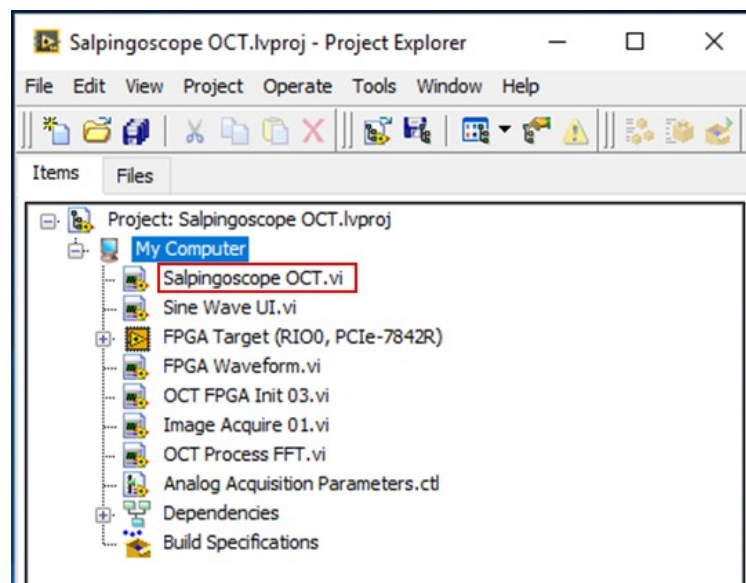 Salpingoscope OCT.lvproj - Project Explorer
File Edit View Project Operate Tools Window Help
Items Files
Project: Salpingoscope OCT.lvproj
My Computer
Salpingoscope OCT.vi
Sine Wave UI.vi
FPGA Target (RIO0, PCIe-7842R)
FPGA Waveform.vi
OCT FPGA Init 03.vi
Image Acquire 01.vi
OCT Process FFT.vi
Analog Acquisition Parameters.ctl
Dependencies
Build Specifications